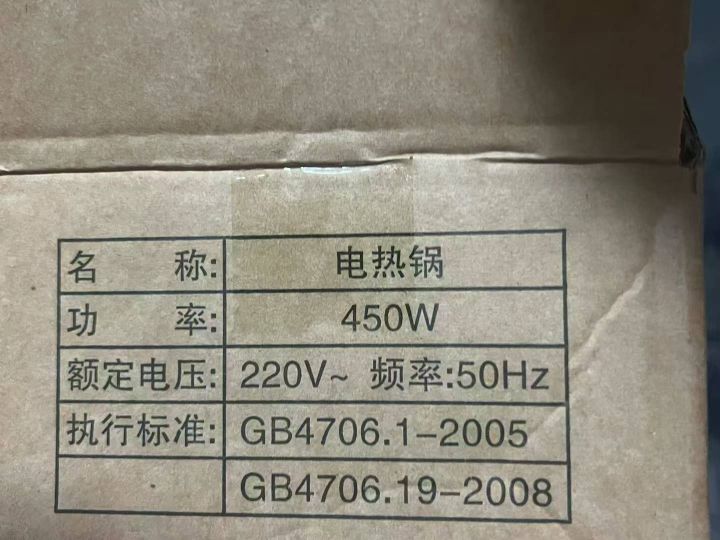 名 称: 电热锅
功 率: 450W
额定电压: 220V~ 频率:50Hz
执行标准: GB4706.1-2005
GB4706.19-2008